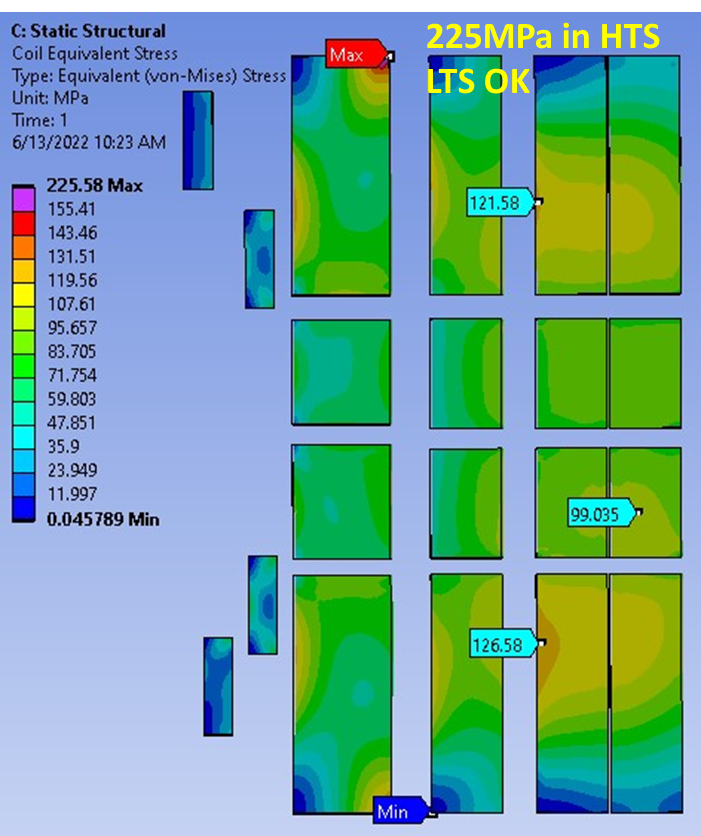 C: Static Structural
Coil Equivalent Stress
Type: Equivalent (von-Mises) Stress
Unit: MPa
Time: 1
6/13/2022 10:23 AM
225.58 Max
155.41
143.46
131.51
119.56
107.61
95.657
83.705
71.754
59.803
47.851
35.9
23.949
11.997
0.045789 Min
Max
225MPa in HTS
LTS OK
121.58
99.035
126.58
Min